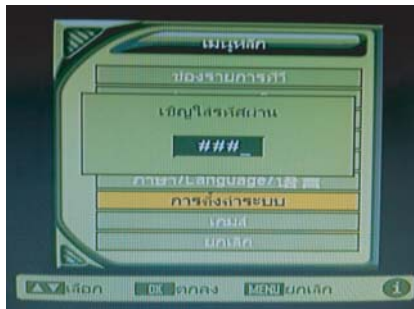 เมนูหลัก
ช่องรายการทีวี
เชิญใส่รหัสผ่าน
###_
ภาษา/Language/语言
การตั้งค่าระบบ
เกมส์
ยกเลิก
เลือก OK ตกลง MENU ยกเลิก